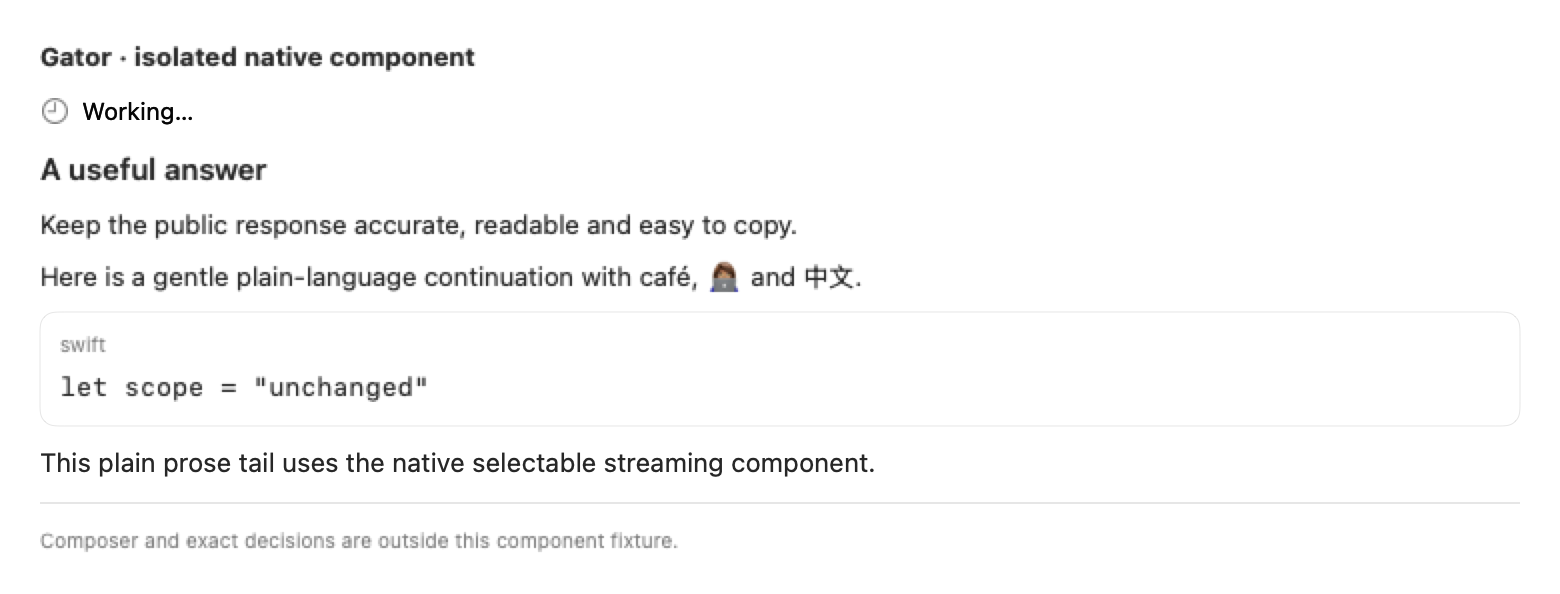 Gator · isolated native component
Working...
A useful answer
Keep the public response accurate, readable and easy to copy.
Here is a gentle plain-language continuation with café, 👩🏽‍💻 and 中文.
swift
let scope = "unchanged"
This plain prose tail uses the native selectable streaming component.
Composer and exact decisions are outside this component fixture.